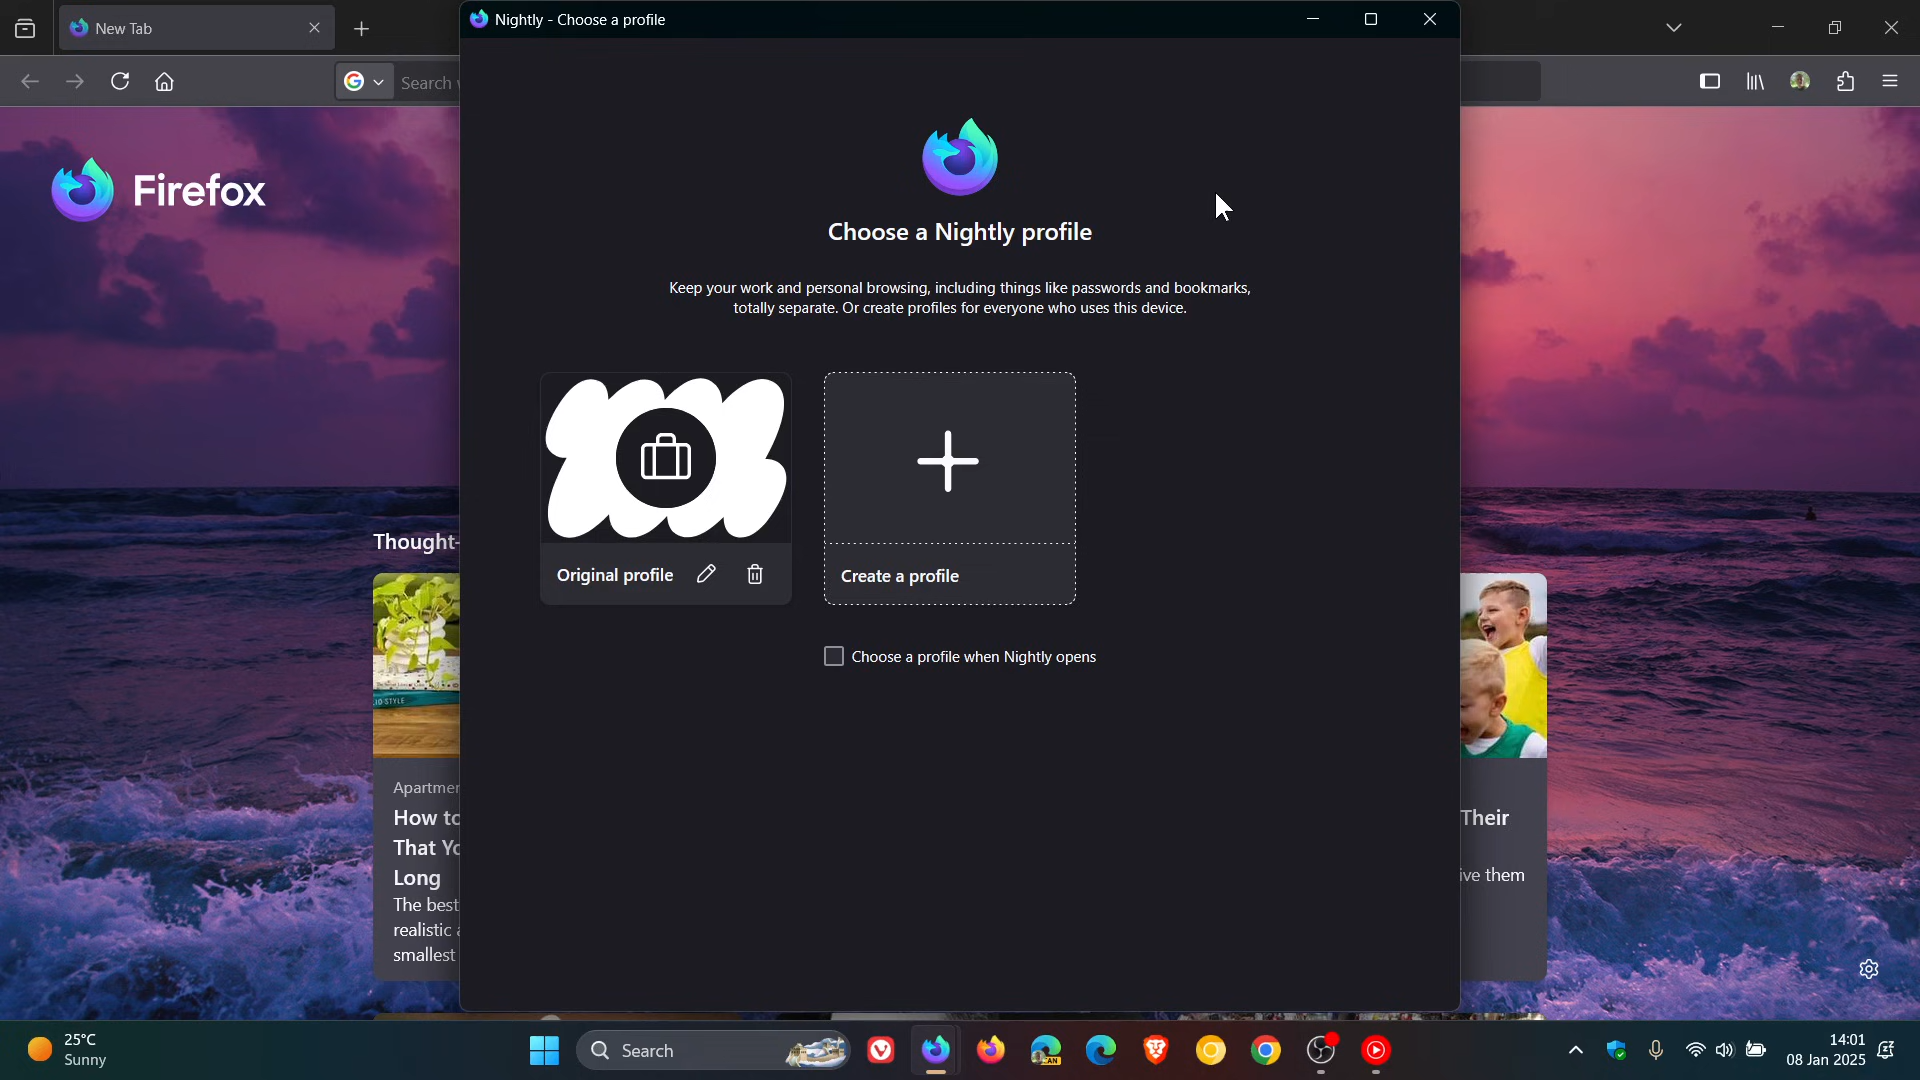 New Tab
Nightly - Choose a profile
Search
Firefox
Choose a Nightly profile
Keep your work and personal browsing, including things like passwords and bookmarks,
totally separate. Or create profiles for everyone who uses this device.
Original profile
Create a profile
Choose a profile when Nightly opens
Thought-
Apartmen
How to
That Yo
Long
The best
realistic a
smallest
Their
ive them
25°C
Sunny
Search
CAN
14:01
08 Jan 2025